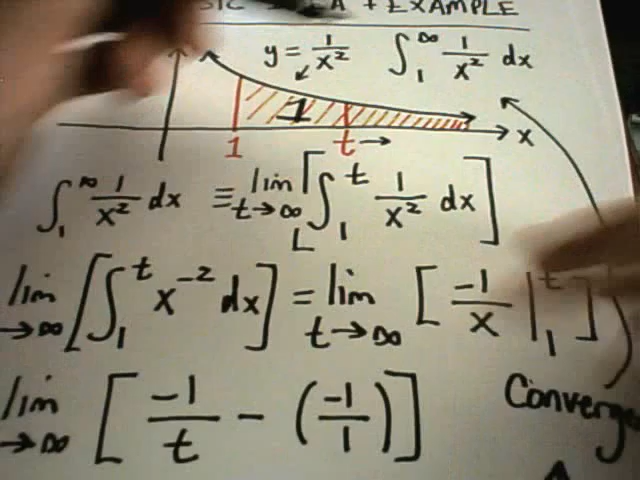 + EXAMPLE
y = 1/x² ∫₁^∞ 1/x² dx
1
1 t → x
∫₁^∞ 1/x² dx ≡ lim t→∞ [∫₁^t 1/x² dx]
lim →∞ [∫₁^t x⁻² dx] = lim t→∞ [-1/x |₁^t]
Converge
lim →∞ [-1/t - (-1/1)]